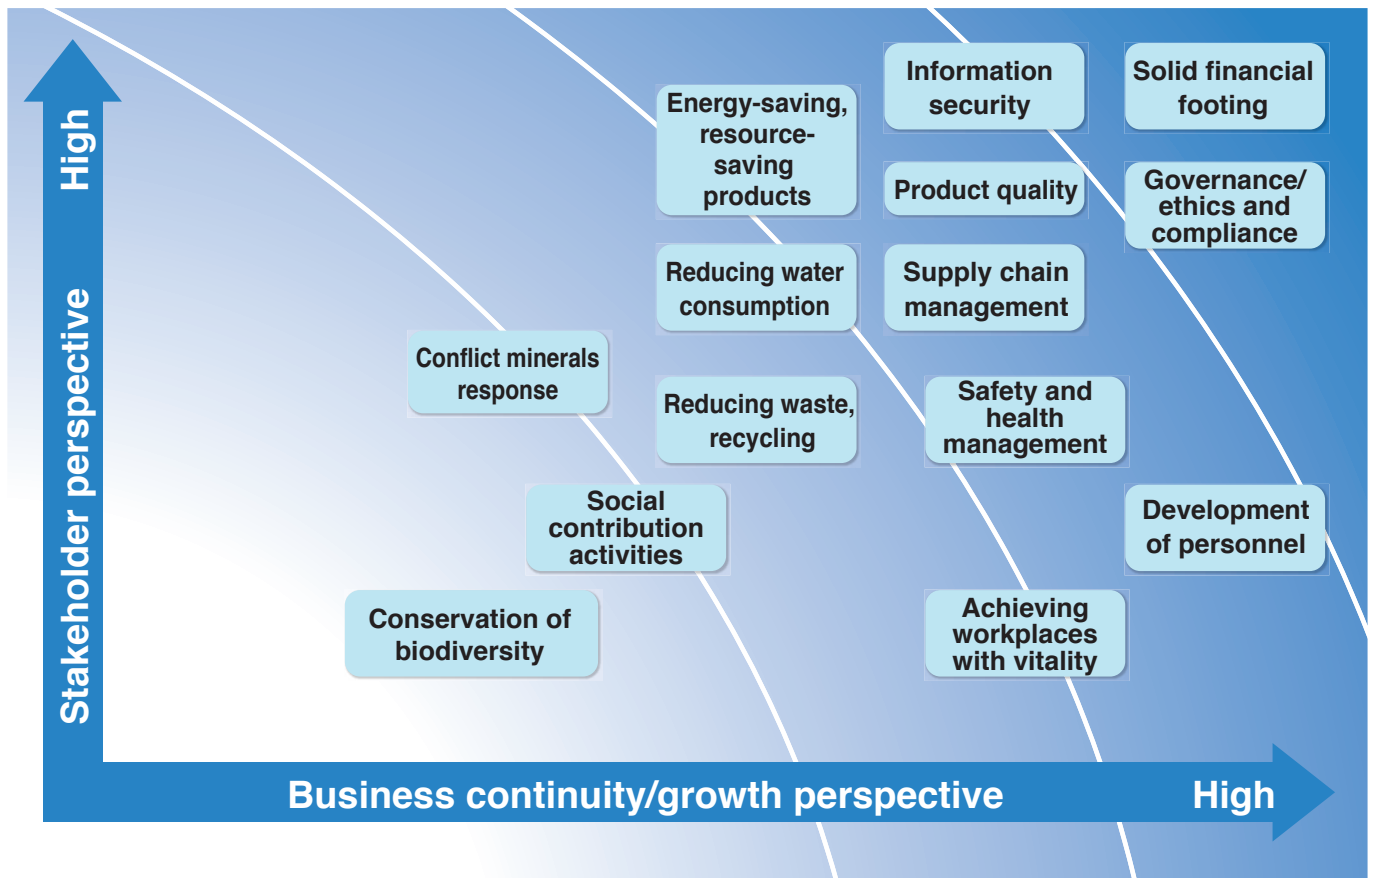 High
Stakeholder perspective
Information
security
Solid financial
footing
Energy-saving,
resource-
saving
products
Product quality
Governance/
ethics and
compliance
Reducing water
consumption
Supply chain
management
Conflict minerals
response
Reducing waste,
recycling
Safety and
health
management
Social
contribution
activities
Development
of personnel
Conservation of
biodiversity
Achieving
workplaces
with vitality
Business continuity/growth perspective
High